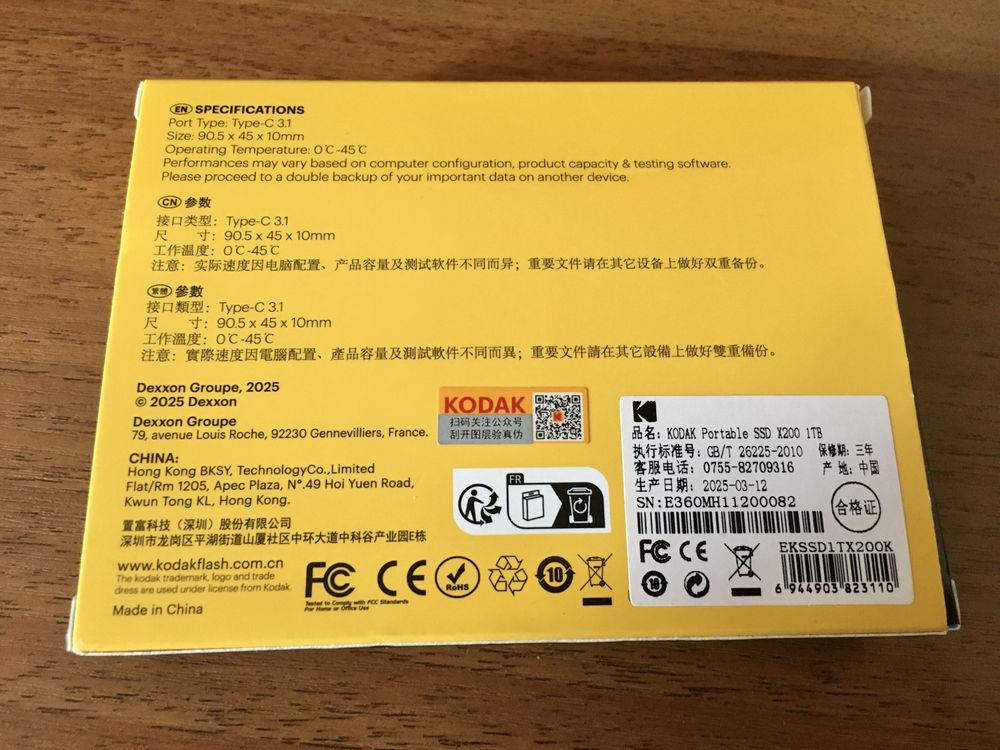 EN SPECIFICATIONS
Port Type: Type-C 3.1
Size: 90.5 x 45 x 10mm
Operating Temperature: 0℃-45℃
Performances may vary based on computer configuration, product capacity & testing software.
Please proceed to a double backup of your important data on another device.
CN 参数
接口类型: Type-C 3.1
尺 寸: 90.5 x 45 x 10mm
工作温度: 0℃-45℃
注意: 实际速度因电脑配置、产品容量及测试软件不同而异; 重要文件请在其它设备上做好双重备份。
繁體 參數
接口類型: Type-C 3.1
尺 寸: 90.5 x 45 x 10mm
工作溫度: 0℃-45℃
注意: 實際速度因電腦配置、產品容量及測試軟件不同而異; 重要文件請在其它設備上做好雙重備份。
Dexxon Groupe, 2025
© 2025 Dexxon
Dexxon Groupe
79, avenue Louis Roche, 92230 Gennevilliers, France.
CHINA:
Hong Kong BKSY, TechnologyCo.,Limited
Flat/Rm 1205, Apec Plaza, N°.49 Hoi Yuen Road,
Kwun Tong KL, Hong Kong.
置富科技（深圳）股份有限公司
深圳市龙岗区平湖街道山厦社区中环大道中科谷产业园E栋
www.kodakflash.com.cn
The kodak trademark, logo and trade
dress are used under license from Kodak.
Made in China
KODAK
扫码关注公众号
刮开图层验真伪
FR
FC CE RoHS 10
Tested to Comply with FCC Standards
For Home or Office Use
品名: KODAK Portable SSD X200 1TB
执行标准号: GB/T 26225-2010 保修期: 三年
客服电话: 0755-82709316 产 地: 中国
生产日期: 2025-03-12
SN:E360MH11200082
合格证
FC CE
10
EKSSD1TX200K
6 944903 823110